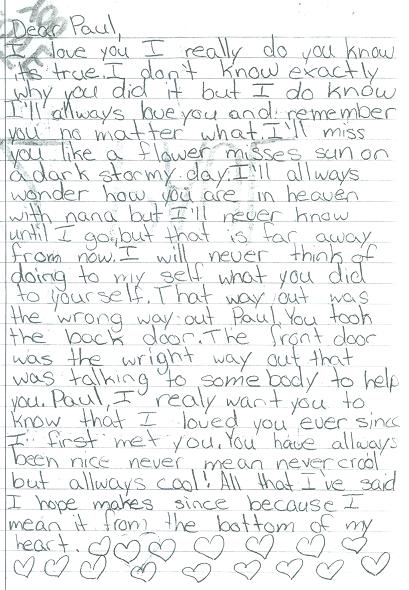 Dear Paul,
I love you I really do you know
its true. I don't know exactly
why you did it but I do know
I'll allways love you and remember
you no matter what. I'll miss
you like a flower misses sun on
a dark stormy day. I'll allways
wonder how you are in heaven
with nana but I'll never know
until I go, but that is far away
from now. I will never think of
doing to my self what you did
to yourself. That way out was
the wrong way out Paul. You took
the back door. The front door
was the wright way out that
was talking to somebody to help
you. Paul, I realy want you to
know that I loved you ever since
I first met you. You have allways
been nice never mean never crool
but allways cool! All that I've said
I hope makes since because I
mean it from the bottom of my
heart.